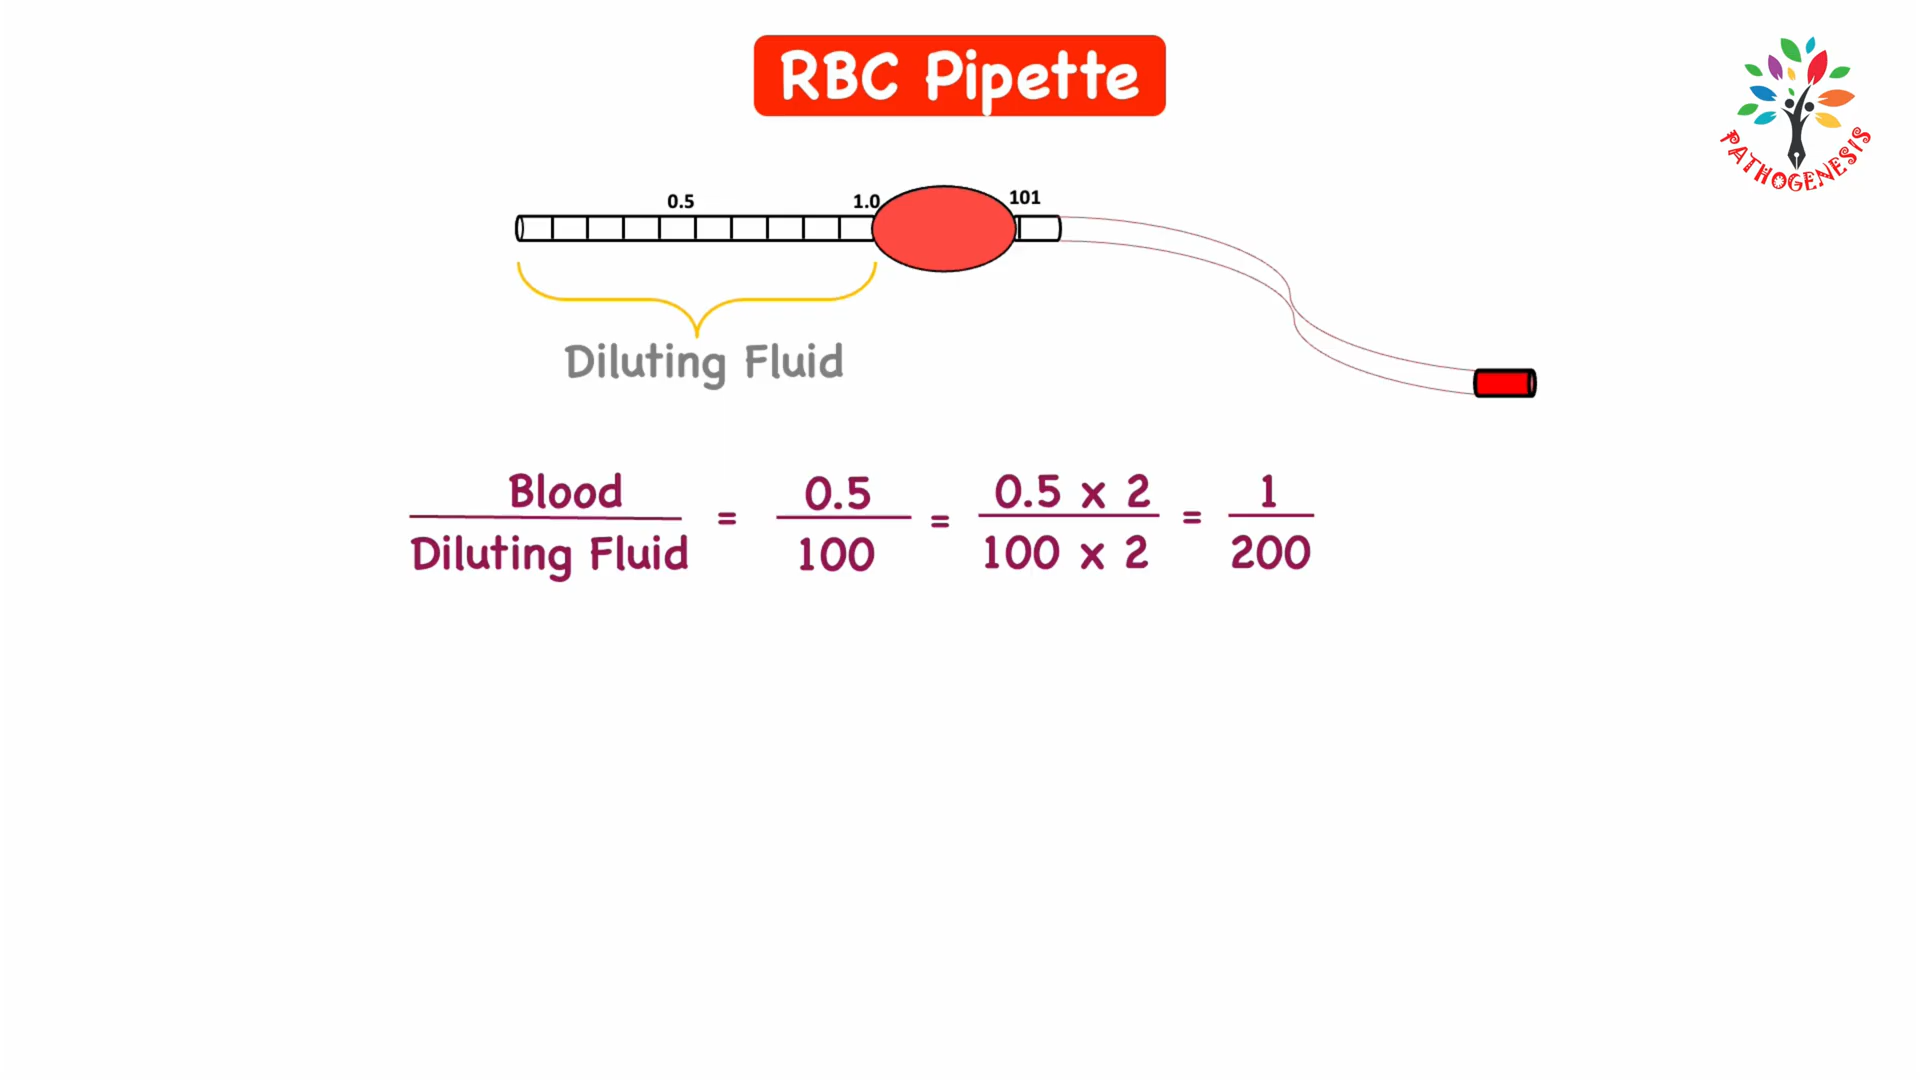 RBC Pipette
PATHOGENESIS
0.5 1.0 101
Diluting Fluid
Blood / Diluting Fluid = 0.5 / 100 = 0.5 x 2 / 100 x 2 = 1 / 200